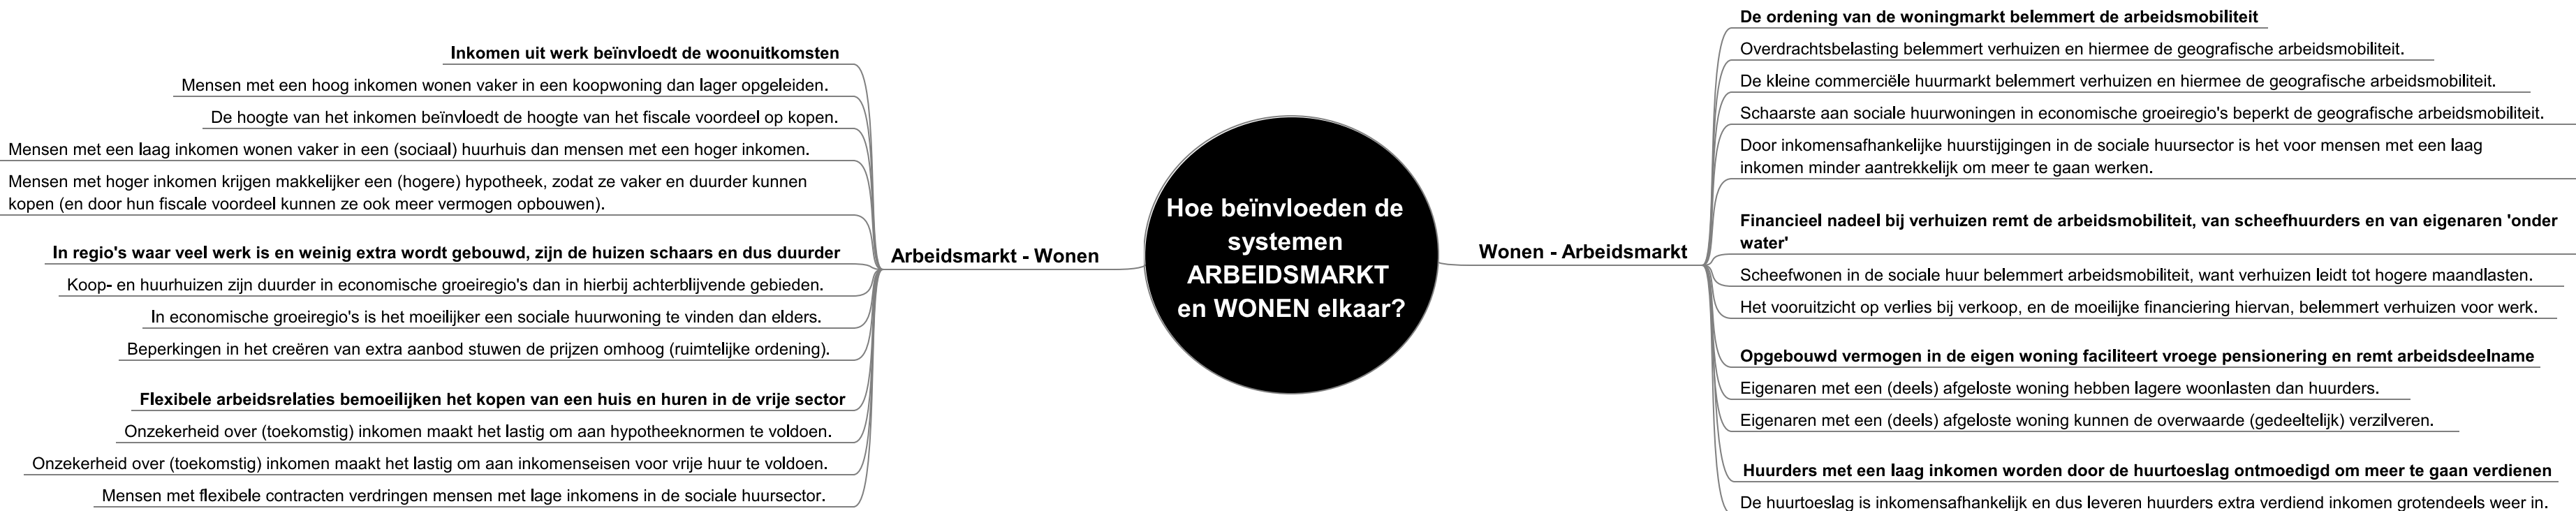 Hoe beïnvloeden de
systemen
ARBEIDSMARKT
en WONEN elkaar?
Arbeidsmarkt - Wonen
Inkomen uit werk beïnvloedt de woonuitkomsten
Mensen met een hoog inkomen wonen vaker in een koopwoning dan lager opgeleiden.
De hoogte van het inkomen beïnvloedt de hoogte van het fiscale voordeel op kopen.
Mensen met een laag inkomen wonen vaker in een (sociaal) huurhuis dan mensen met een hoger inkomen.
Mensen met hoger inkomen krijgen makkelijker een (hogere) hypotheek, zodat ze vaker en duurder kunnen
kopen (en door hun fiscale voordeel kunnen ze ook meer vermogen opbouwen).
In regio's waar veel werk is en weinig extra wordt gebouwd, zijn de huizen schaars en dus duurder
Koop- en huurhuizen zijn duurder in economische groeiregio's dan in hierbij achterblijvende gebieden.
In economische groeiregio's is het moeilijker een sociale huurwoning te vinden dan elders.
Beperkingen in het creëren van extra aanbod stuwen de prijzen omhoog (ruimtelijke ordening).
Flexibele arbeidsrelaties bemoeilijken het kopen van een huis en huren in de vrije sector
Onzekerheid over (toekomstig) inkomen maakt het lastig om aan hypotheeknormen te voldoen.
Onzekerheid over (toekomstig) inkomen maakt het lastig om aan inkomenseisen voor vrije huur te voldoen.
Mensen met flexibele contracten verdringen mensen met lage inkomens in de sociale huursector.
Wonen - Arbeidsmarkt
De ordening van de woningmarkt belemmert de arbeidsmobiliteit
Overdrachtsbelasting belemmert verhuizen en hiermee de geografische arbeidsmobiliteit.
De kleine commerciële huurmarkt belemmert verhuizen en hiermee de geografische arbeidsmobiliteit.
Schaarste aan sociale huurwoningen in economische groeiregio's beperkt de geografische arbeidsmobiliteit.
Door inkomensafhankelijke huurstijgingen in de sociale huursector is het voor mensen met een laag
inkomen minder aantrekkelijk om meer te gaan werken.
Financieel nadeel bij verhuizen remt de arbeidsmobiliteit, van scheefhuurders en van eigenaren 'onder
water'
Scheefwonen in de sociale huur belemmert arbeidsmobiliteit, want verhuizen leidt tot hogere maandlasten.
Het vooruitzicht op verlies bij verkoop, en de moeilijke financiering hiervan, belemmert verhuizen voor werk.
Opgebouwd vermogen in de eigen woning faciliteert vroege pensionering en remt arbeidsdeelname
Eigenaren met een (deels) afgeloste woning hebben lagere woonlasten dan huurders.
Eigenaren met een (deels) afgeloste woning kunnen de overwaarde (gedeeltelijk) verzilveren.
Huurders met een laag inkomen worden door de huurtoeslag ontmoedigd om meer te gaan verdienen
De huurtoeslag is inkomensafhankelijk en dus leveren huurders extra verdiend inkomen grotendeels weer in.